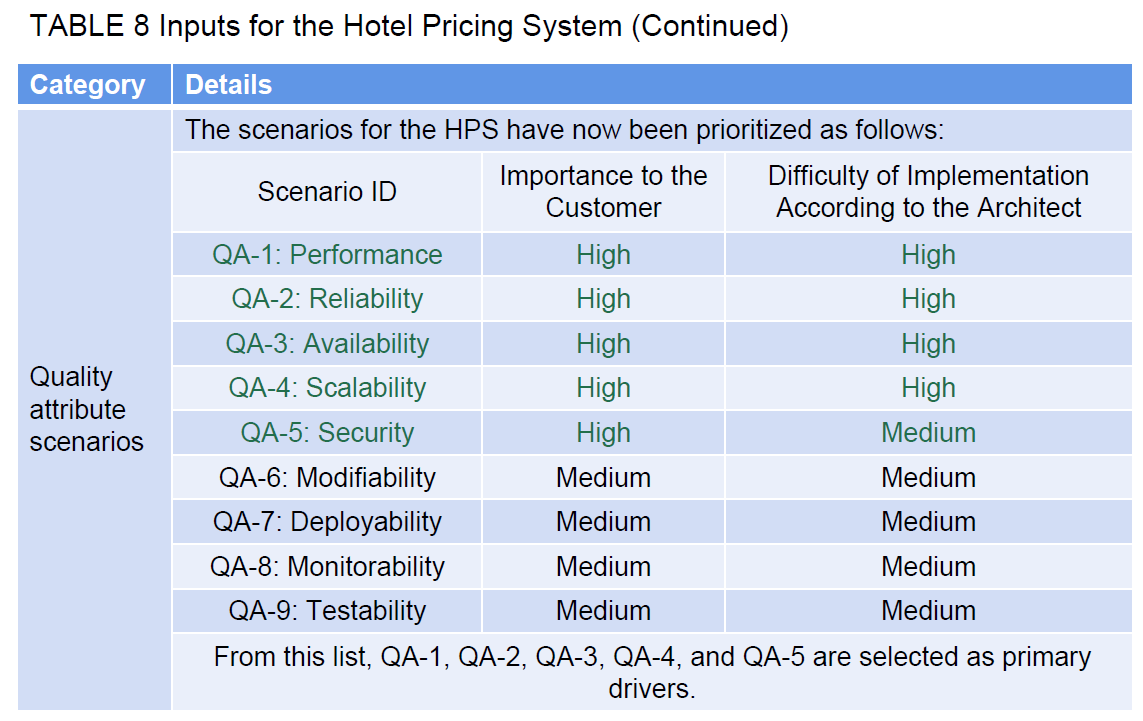 TABLE 8 Inputs for the Hotel Pricing System (Continued)
Category Details
Quality
attribute
scenarios
The scenarios for the HPS have now been prioritized as follows:
Scenario ID
Importance to the
Customer
Difficulty of Implementation
According to the Architect
QA-1: Performance High High
QA-2: Reliability High High
QA-3: Availability High High
QA-4: Scalability High High
QA-5: Security High Medium
QA-6: Modifiability Medium Medium
QA-7: Deployability Medium Medium
QA-8: Monitorability Medium Medium
QA-9: Testability Medium Medium
From this list, QA-1, QA-2, QA-3, QA-4, and QA-5 are selected as primary
drivers.